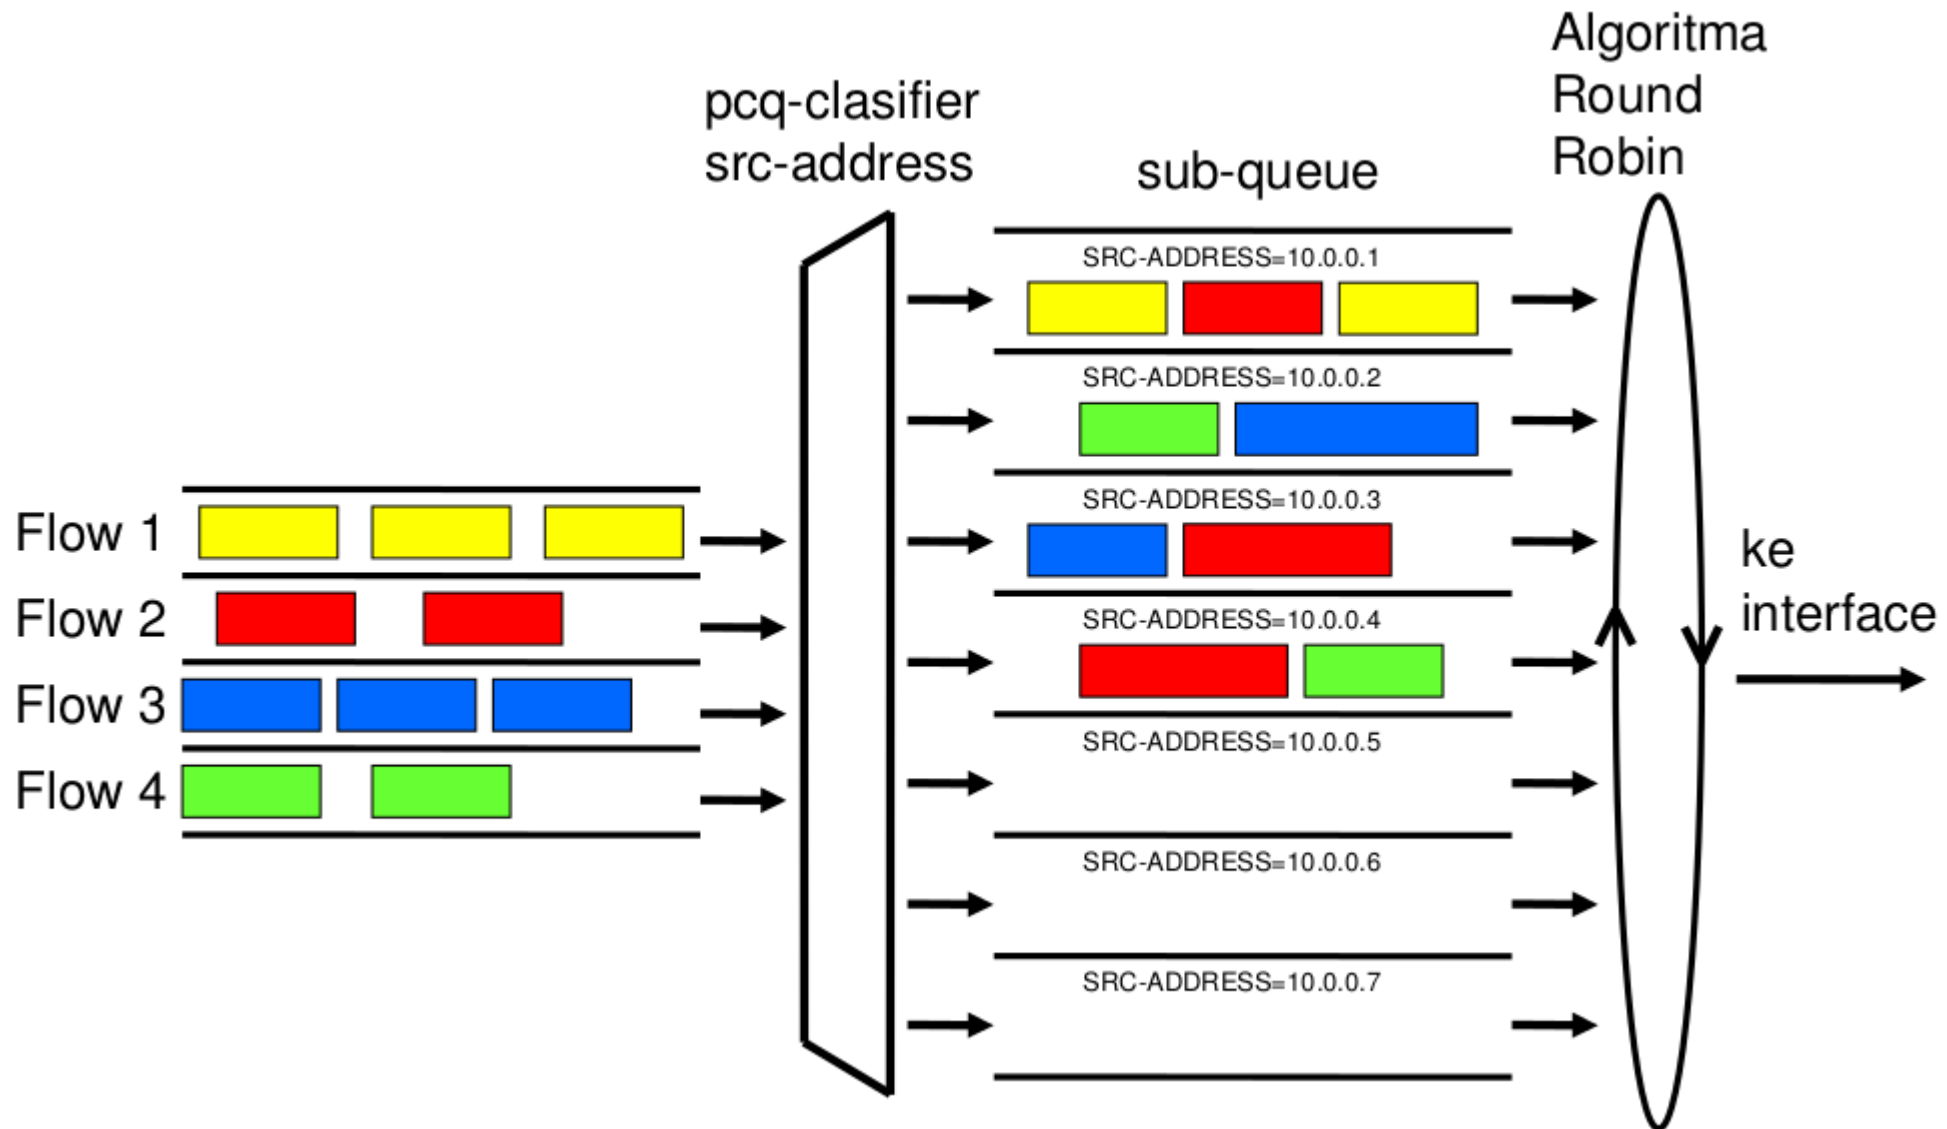 Algoritma
Round
Robin
pcq-clasifier
src-address
sub-queue
SRC-ADDRESS=10.0.0.1
SRC-ADDRESS=10.0.0.2
SRC-ADDRESS=10.0.0.3
SRC-ADDRESS=10.0.0.4
SRC-ADDRESS=10.0.0.5
SRC-ADDRESS=10.0.0.6
SRC-ADDRESS=10.0.0.7
Flow 1
Flow 2
Flow 3
Flow 4
ke
interface